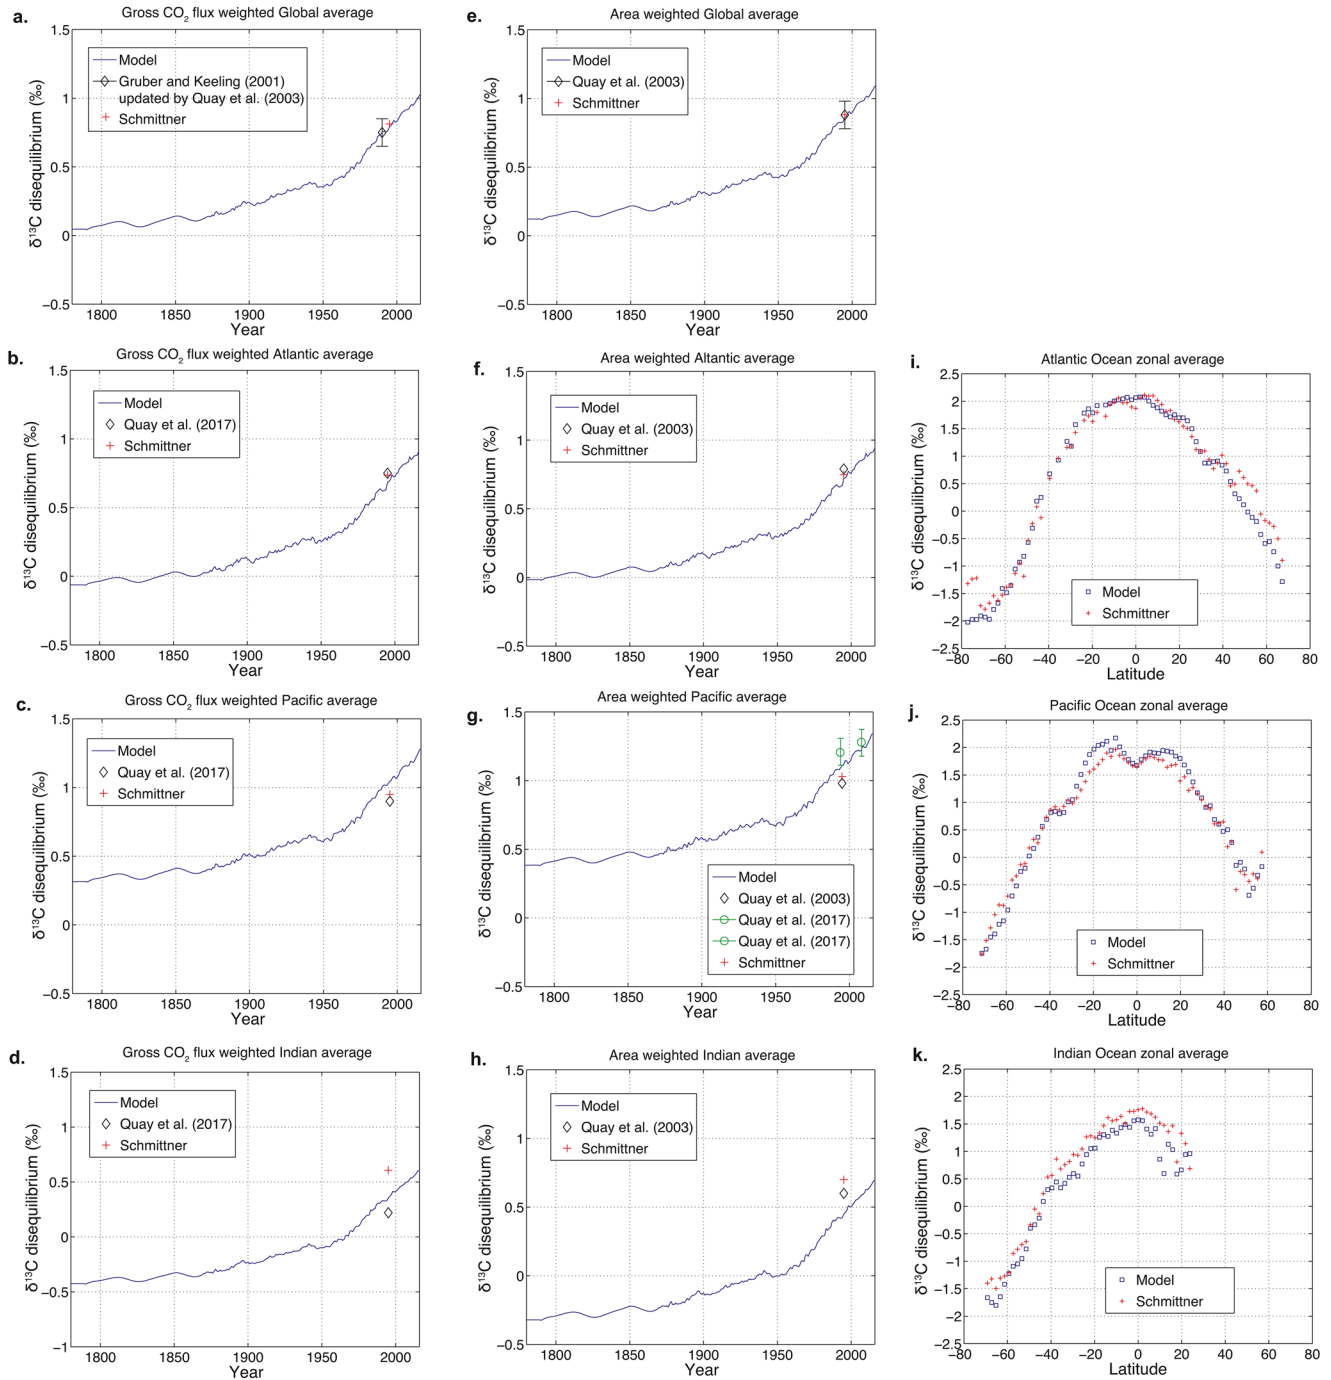 a.
Gross CO2 flux weighted Global average
1.5
1
0.5
0
−0.5
δ13C disequilibrium (‰)
Model
Gruber and Keeling (2001)
updated by Quay et al. (2003)
Schmittner
1800 1850 1900 1950 2000
Year
e.
Area weighted Global average
1.5
1
0.5
0
−0.5
δ13C disequilibrium (‰)
Model
Quay et al. (2003)
Schmittner
1800 1850 1900 1950 2000
Year
b.
Gross CO2 flux weighted Atlantic average
1.5
1
0.5
0
−0.5
δ13C disequilibrium (‰)
Model
Quay et al. (2017)
Schmittner
1800 1850 1900 1950 2000
Year
f.
Area weighted Altantic average
1.5
1
0.5
0
−0.5
δ13C disequilibrium (‰)
Model
Quay et al. (2003)
Schmittner
1800 1850 1900 1950 2000
Year
i.
Atlantic Ocean zonal average
2.5
2
1.5
1
0.5
0
−0.5
−1
−1.5
−2
−2.5
δ13C disequilibrium (‰)
Model
Schmittner
−80 −60 −40 −20 0 20 40 60 80
Latitude
c.
Gross CO2 flux weighted Pacific average
1.5
1
0.5
0
−0.5
δ13C disequilibrium (‰)
Model
Quay et al. (2017)
Schmittner
1800 1850 1900 1950 2000
Year
g.
Area weighted Pacific average
1.5
1
0.5
0
−0.5
δ13C disequilibrium (‰)
Model
Quay et al. (2003)
Quay et al. (2017)
Quay et al. (2017)
Schmittner
1800 1850 1900 1950 2000
Year
j.
Pacific Ocean zonal average
2.5
2
1.5
1
0.5
0
−0.5
−1
−1.5
−2
−2.5
δ13C disequilibrium (‰)
Model
Schmittner
−80 −60 −40 −20 0 20 40 60 80
Latitude
d.
Gross CO2 flux weighted Indian average
1.5
1
0.5
0
−0.5
−1
δ13C disequilibrium (‰)
Model
Quay et al. (2017)
Schmittner
1800 1850 1900 1950 2000
Year
h.
Area weighted Indian average
1.5
1
0.5
0
−0.5
δ13C disequilibrium (‰)
Model
Quay et al. (2003)
Schmittner
1800 1850 1900 1950 2000
Year
k.
Indian Ocean zonal average
2.5
2
1.5
1
0.5
0
−0.5
−1
−1.5
−2
−2.5
δ13C disequilibrium (‰)
Model
Schmittner
−80 −60 −40 −20 0 20 40 60 80
Latitude